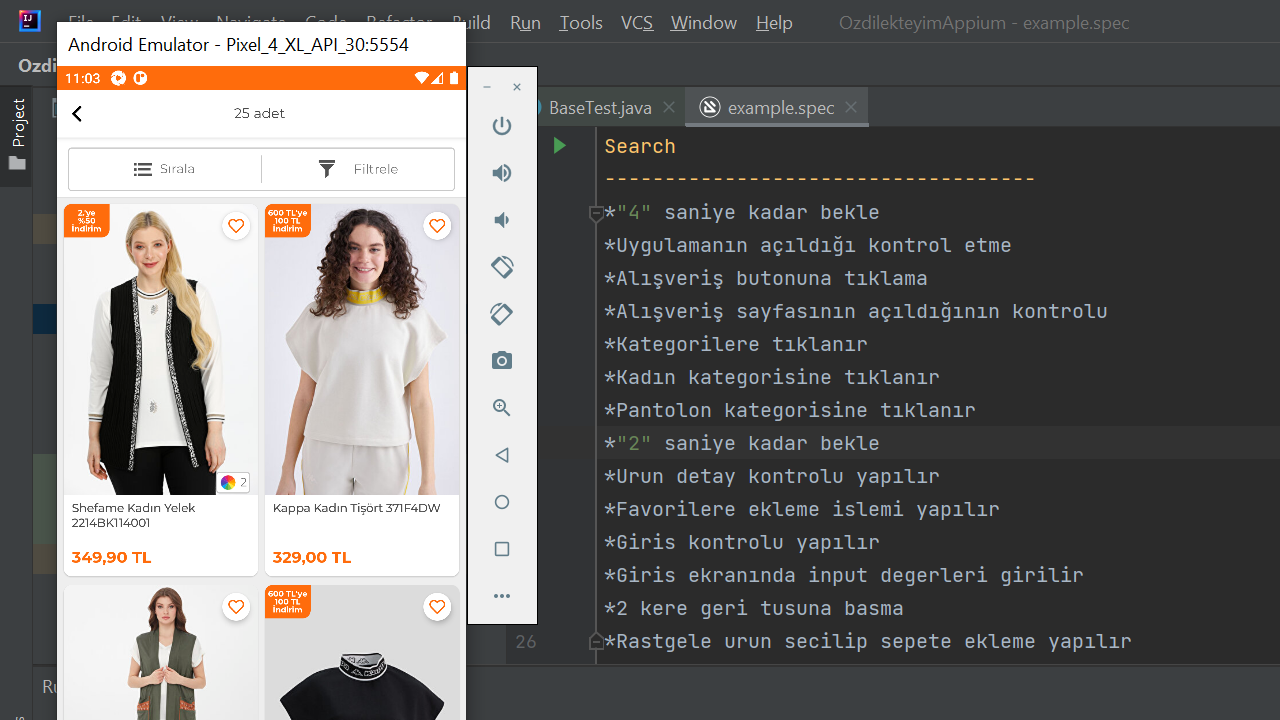 File Edit View Navigate Code Refactor Build Run Tools VCS Window Help
OzdilekteyimAppium - example.spec
Android Emulator - Pixel_4_XL_API_30:5554
Ozdi
Project
BaseTest.java
example.spec
11:03
25 adet
Sırala
Filtrele
2.'ye
%50
İndirim
600 TL'ye
100 TL
İndirim
2
Shefame Kadın Yelek
2214BK114001
349,90 TL
Kappa Kadın Tişört 371F4DW
329,00 TL
600 TL'ye
100 TL
İndirim
Search
------------------------------------
*"4" saniye kadar bekle
*Uygulamanın açıldığı kontrol etme
*Alışveriş butonuna tıklama
*Alışveriş sayfasının açıldığının kontrolu
*Kategorilere tıklanır
*Kadın kategorisine tıklanır
*Pantolon kategorisine tıklanır
*"2" saniye kadar bekle
*Urun detay kontrolu yapılır
*Favorilere ekleme islemi yapılır
*Giris kontrolu yapılır
*Giris ekranında input degerleri girilir
*2 kere geri tusuna basma
26 *Rastgele urun secilip sepete ekleme yapılır